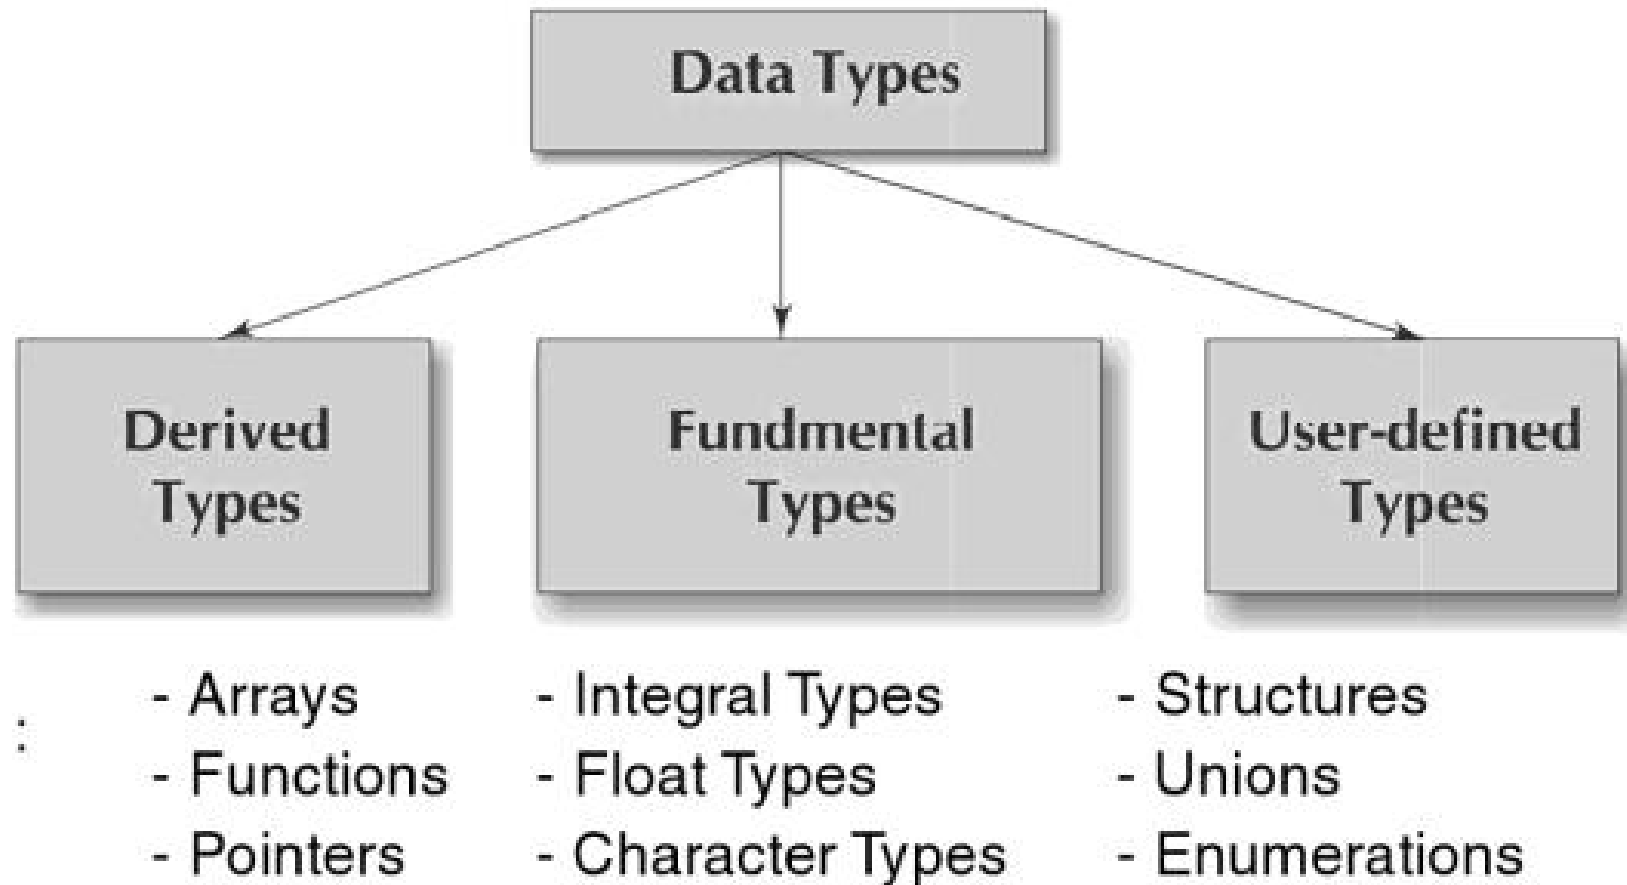 Data Types
Derived
Types
Fundmental
Types
User-defined
Types
:
- Arrays
- Functions
- Pointers
- Integral Types
- Float Types
- Character Types
- Structures
- Unions
- Enumerations